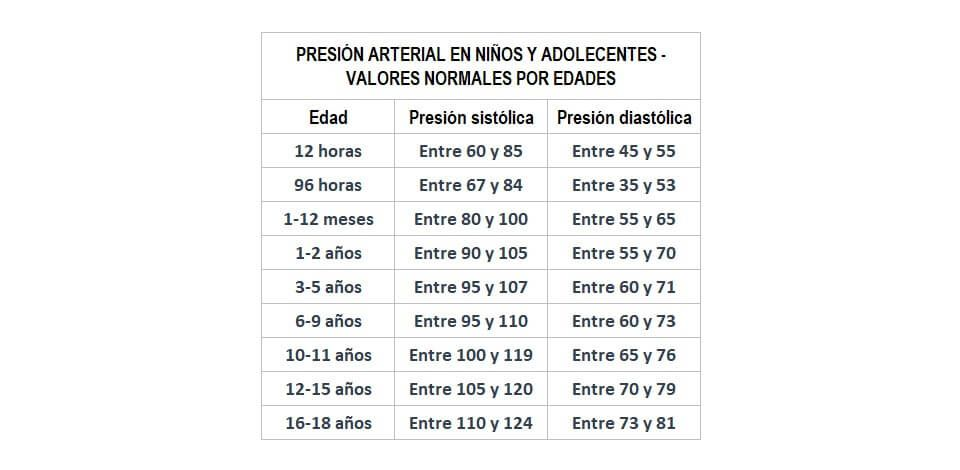 PRESIÓN ARTERIAL EN NIÑOS Y ADOLECENTES -
VALORES NORMALES POR EDADES
Edad Presión sistólica Presión diastólica
12 horas Entre 60 y 85 Entre 45 y 55
96 horas Entre 67 y 84 Entre 35 y 53
1-12 meses Entre 80 y 100 Entre 55 y 65
1-2 años Entre 90 y 105 Entre 55 y 70
3-5 años Entre 95 y 107 Entre 60 y 71
6-9 años Entre 95 y 110 Entre 60 y 73
10-11 años Entre 100 y 119 Entre 65 y 76
12-15 años Entre 105 y 120 Entre 70 y 79
16-18 años Entre 110 y 124 Entre 73 y 81